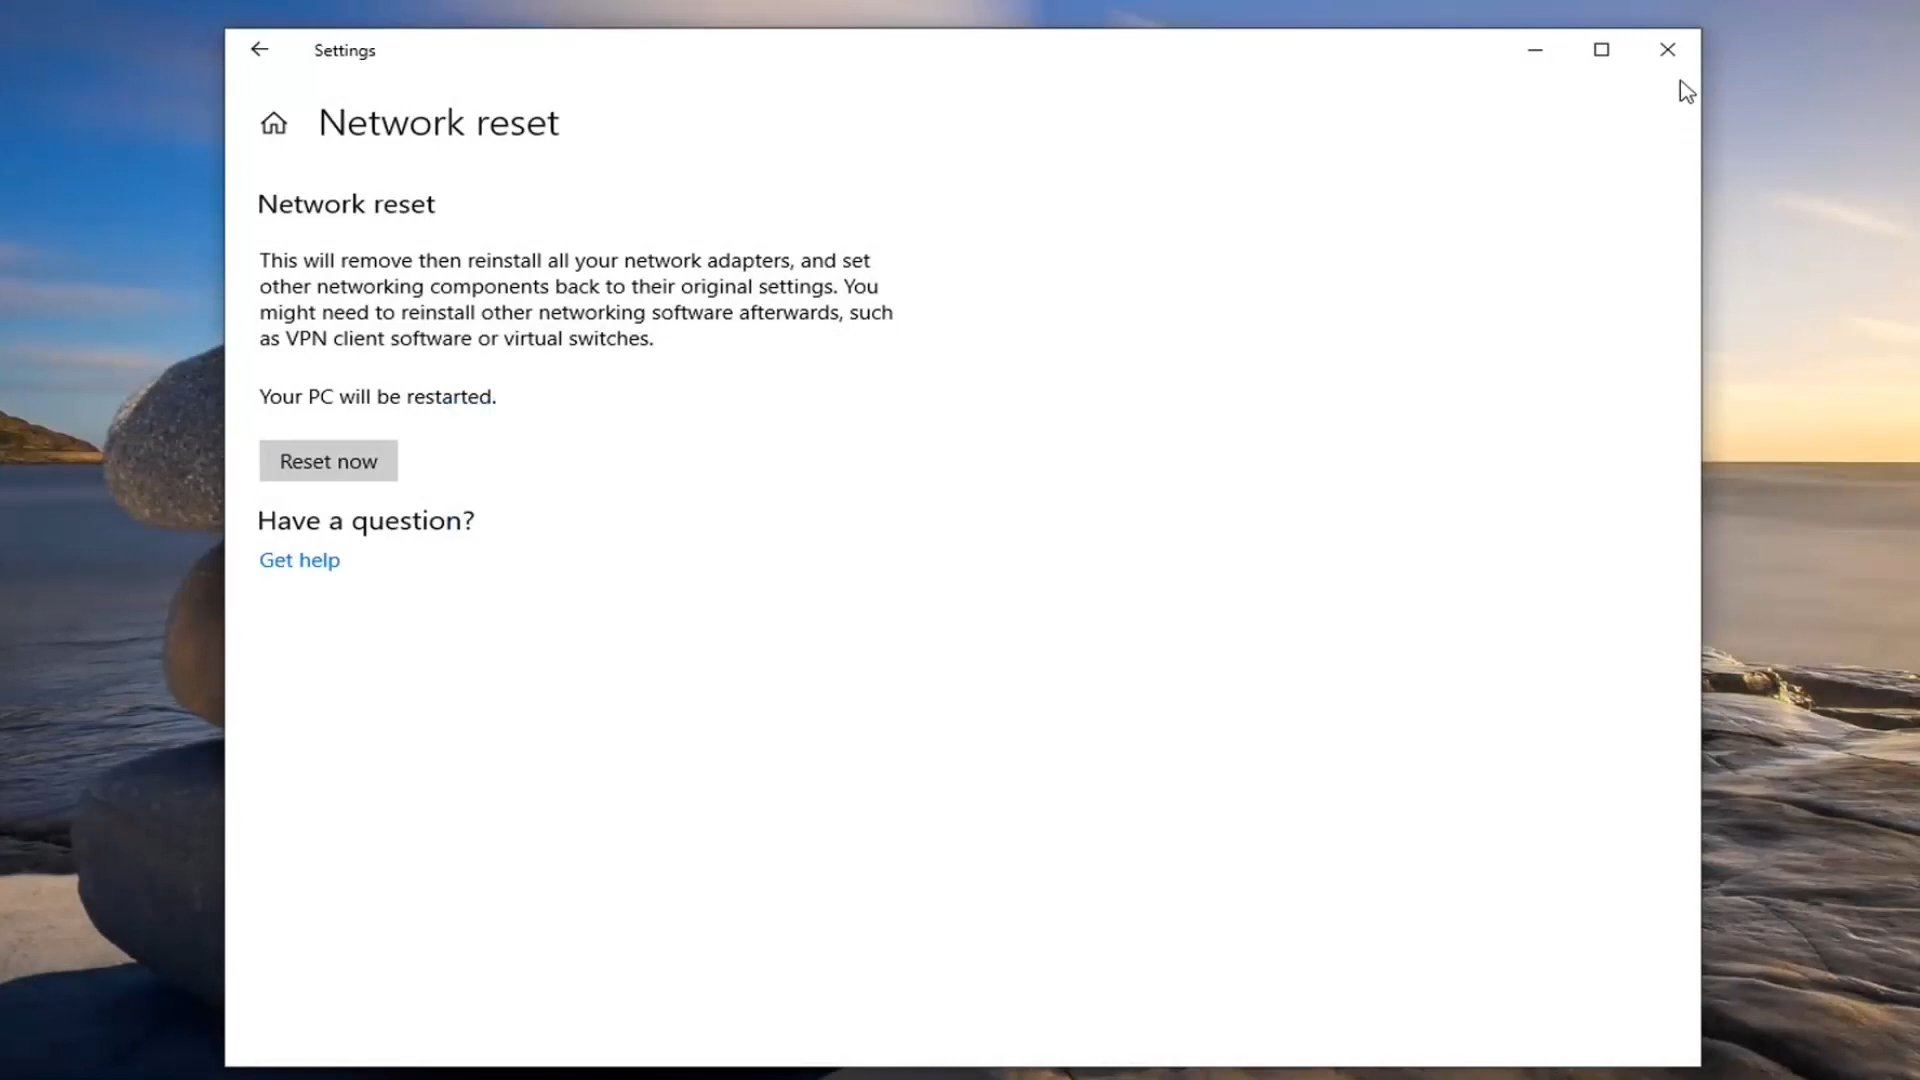 Settings
Network reset
Network reset
This will remove then reinstall all your network adapters, and set
other networking components back to their original settings. You
might need to reinstall other networking software afterwards, such
as VPN client software or virtual switches.
Your PC will be restarted.
Reset now
Have a question?
Get help